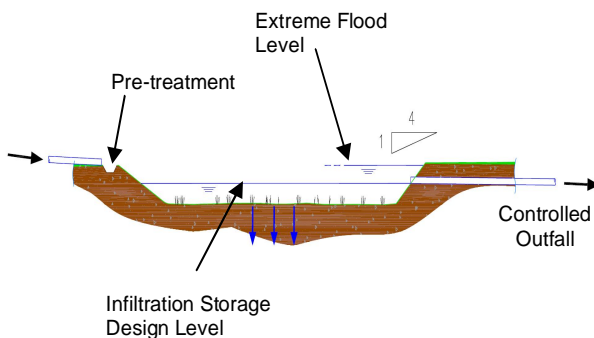 Extreme Flood
Level
Pre-treatment
4
1
Controlled
Outfall
Infiltration Storage
Design Level